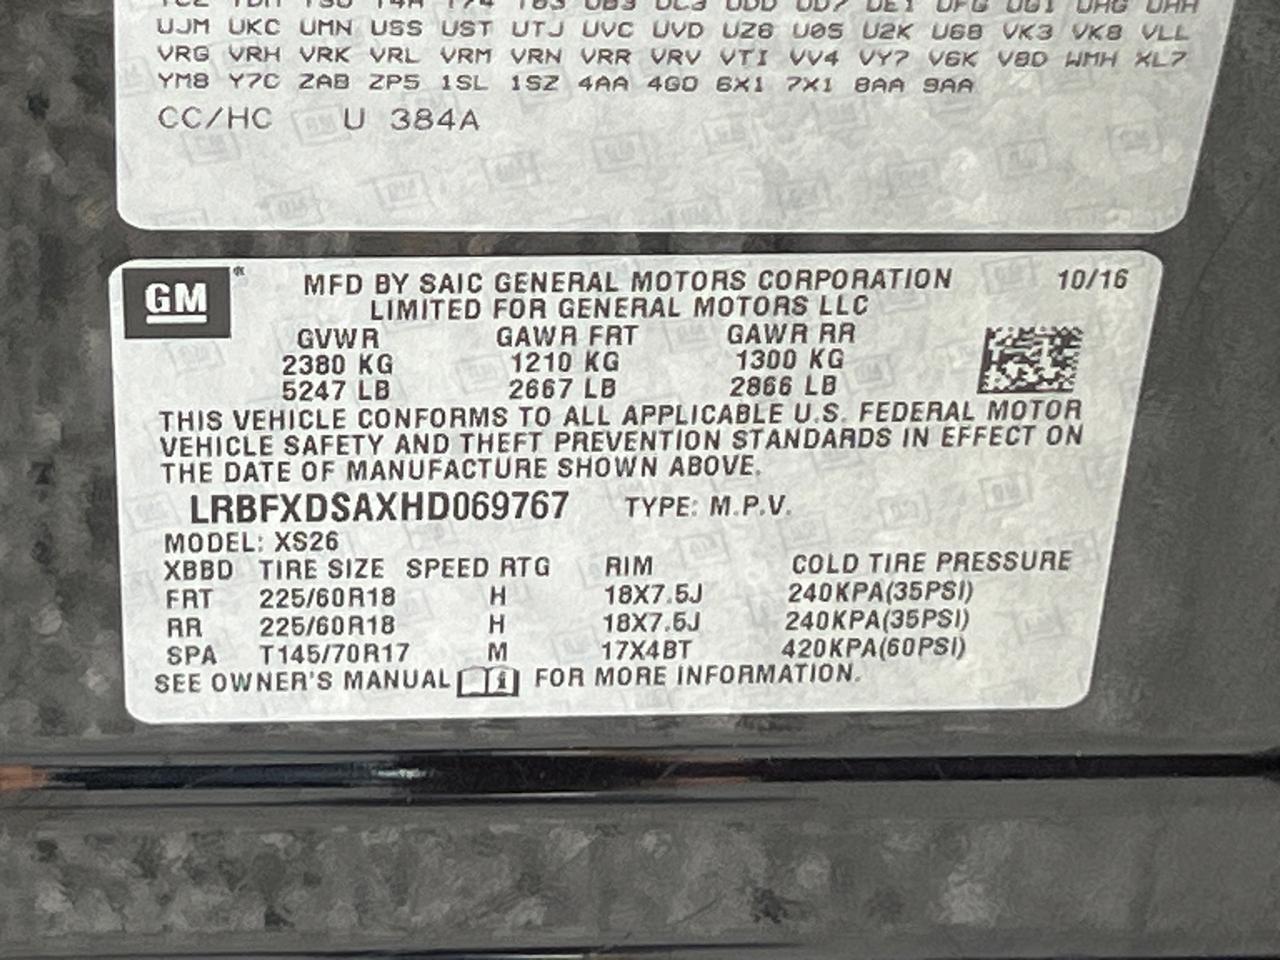 UJM UKC UMN USS UST UTJ UVC UVD UZ6 U05 U2K U68 VK3 VK8 VLL
VRG VRH VRK VRL VRM VRN VRR VRV VTI VV4 VY7 V6K V8D WMH XL7
YM8 Y7C ZAB ZP5 1SL 1SZ 4AA 4GO 6X1 7X1 8AA 9AA
CC/HC U 384A
GM MFD BY SAIC GENERAL MOTORS CORPORATION 10/16
LIMITED FOR GENERAL MOTORS LLC
GVWR GAWR FRT GAWR RR
2380 KG 1210 KG 1300 KG
5247 LB 2667 LB 2866 LB
THIS VEHICLE CONFORMS TO ALL APPLICABLE U.S. FEDERAL MOTOR
VEHICLE SAFETY AND THEFT PREVENTION STANDARDS IN EFFECT ON
THE DATE OF MANUFACTURE SHOWN ABOVE.
LRBFXDSAXHD069767 TYPE: M.P.V.
MODEL: XS26
XBBD TIRE SIZE SPEED RTG RIM COLD TIRE PRESSURE
FRT 225/60R18 H 18X7.5J 240KPA(35PSI)
RR 225/60R18 H 18X7.5J 240KPA(35PSI)
SPA T145/70R17 M 17X4BT 420KPA(60PSI)
SEE OWNER'S MANUAL FOR MORE INFORMATION.